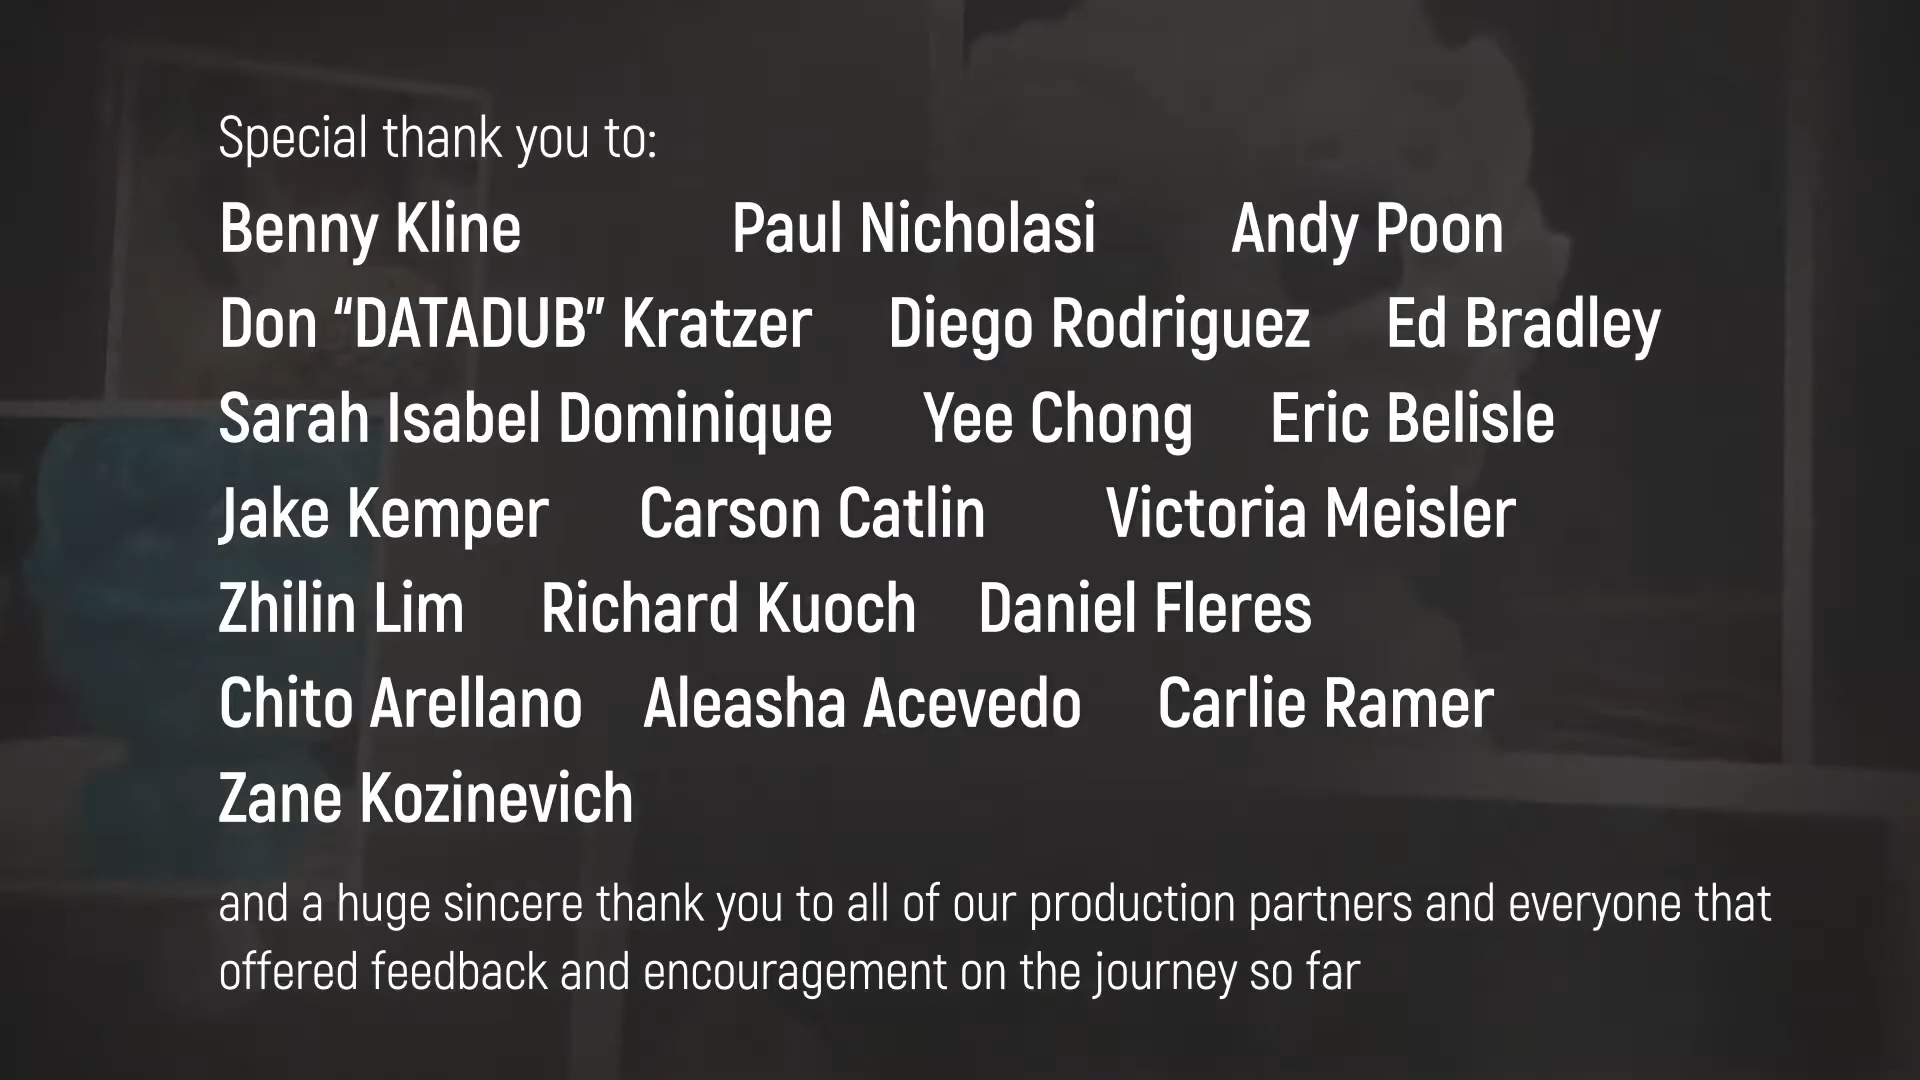 Special thank you to:
Benny Kline Paul Nicholasi Andy Poon
Don “DATADUB” Kratzer Diego Rodriguez Ed Bradley
Sarah Isabel Dominique Yee Chong Eric Belisle
Jake Kemper Carson Catlin Victoria Meisler
Zhilin Lim Richard Kuoch Daniel Fleres
Chito Arellano Aleasha Acevedo Carlie Ramer
Zane Kozinevich
and a huge sincere thank you to all of our production partners and everyone that
offered feedback and encouragement on the journey so far